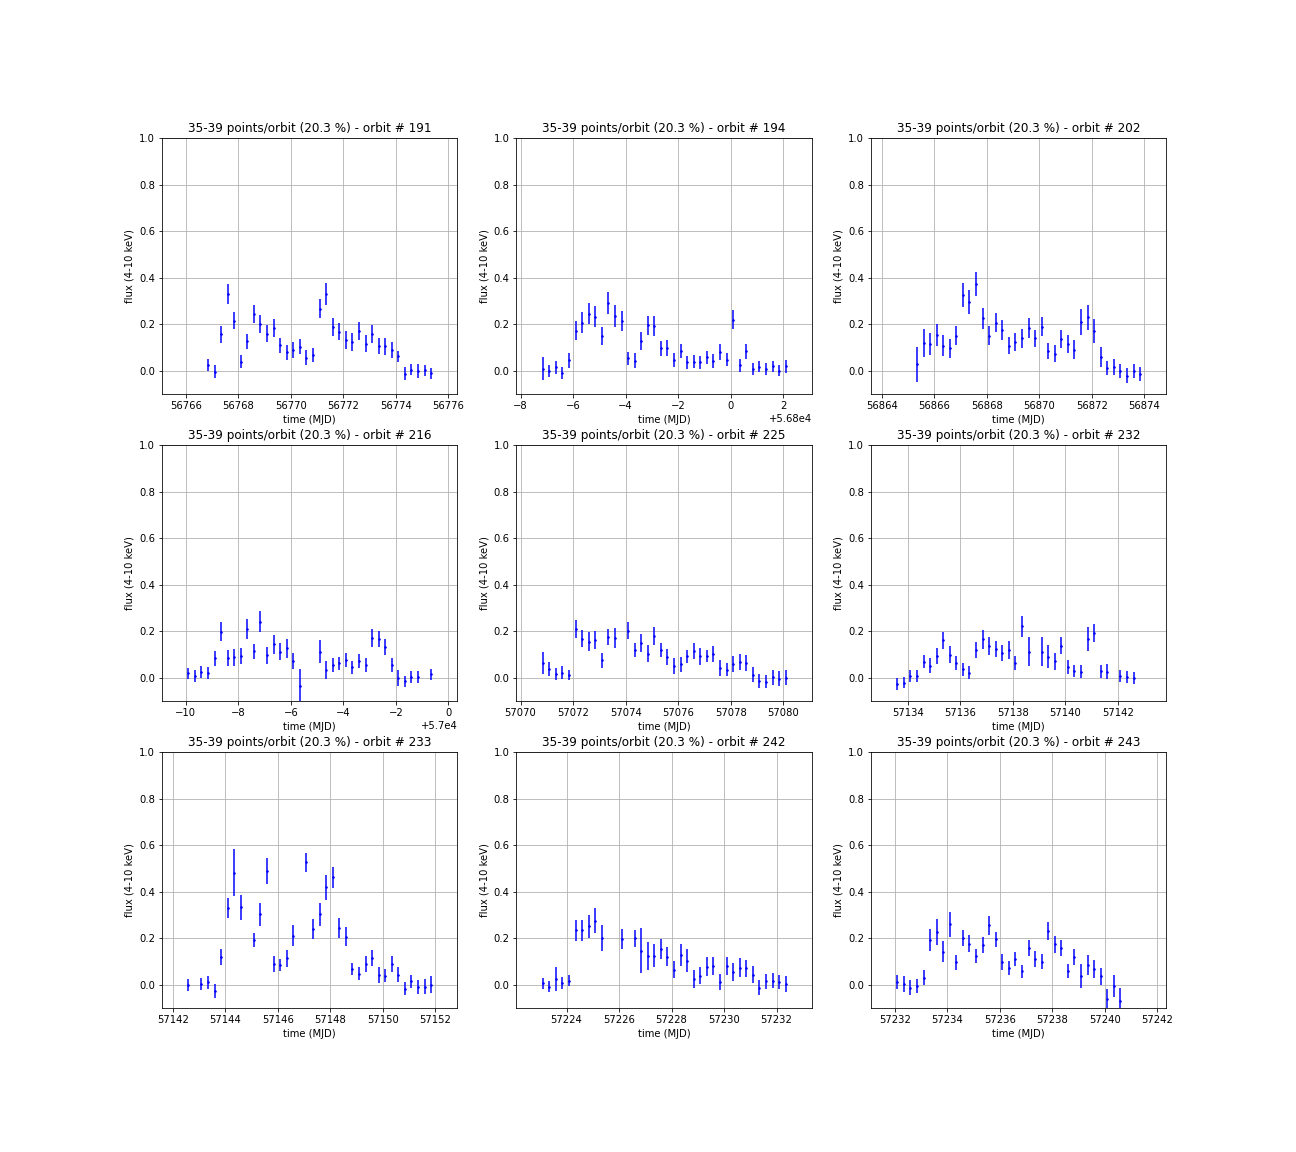 35-39 points/orbit (20.3 %) - orbit # 191
35-39 points/orbit (20.3 %) - orbit # 194
35-39 points/orbit (20.3 %) - orbit # 202
1.0
0.8
0.6
0.4
0.2
0.0
flux (4-10 keV)
56766 56768 56770 56772 56774 56776
time (MJD)
1.0
0.8
0.6
0.4
0.2
0.0
flux (4-10 keV)
−8 −6 −4 −2 0 2
time (MJD)
+5.68e4
1.0
0.8
0.6
0.4
0.2
0.0
flux (4-10 keV)
56864 56866 56868 56870 56872 56874
time (MJD)
35-39 points/orbit (20.3 %) - orbit # 216
35-39 points/orbit (20.3 %) - orbit # 225
35-39 points/orbit (20.3 %) - orbit # 232
1.0
0.8
0.6
0.4
0.2
0.0
flux (4-10 keV)
−10 −8 −6 −4 −2 0
time (MJD)
+5.7e4
1.0
0.8
0.6
0.4
0.2
0.0
flux (4-10 keV)
57070 57072 57074 57076 57078 57080
time (MJD)
1.0
0.8
0.6
0.4
0.2
0.0
flux (4-10 keV)
57134 57136 57138 57140 57142
time (MJD)
35-39 points/orbit (20.3 %) - orbit # 233
35-39 points/orbit (20.3 %) - orbit # 242
35-39 points/orbit (20.3 %) - orbit # 243
1.0
0.8
0.6
0.4
0.2
0.0
flux (4-10 keV)
57142 57144 57146 57148 57150 57152
time (MJD)
1.0
0.8
0.6
0.4
0.2
0.0
flux (4-10 keV)
57224 57226 57228 57230 57232
time (MJD)
1.0
0.8
0.6
0.4
0.2
0.0
flux (4-10 keV)
57232 57234 57236 57238 57240 57242
time (MJD)